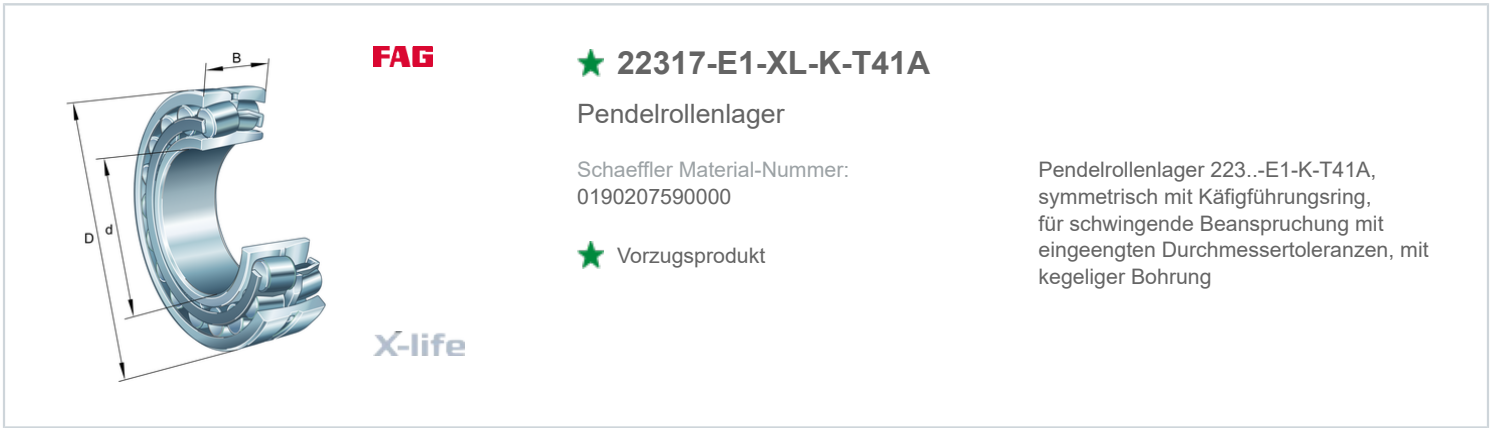 B
D
d
FAG
X-life
22317-E1-XL-K-T41A
Pendelrollenlager
Schaeffler Material-Nummer:
0190207590000
Vorzugsprodukt
Pendelrollenlager 223..-E1-K-T41A,
symmetrisch mit Käfigführungsring,
für schwingende Beanspruchung mit
eingeengten Durchmessertoleranzen, mit
kegeliger Bohrung